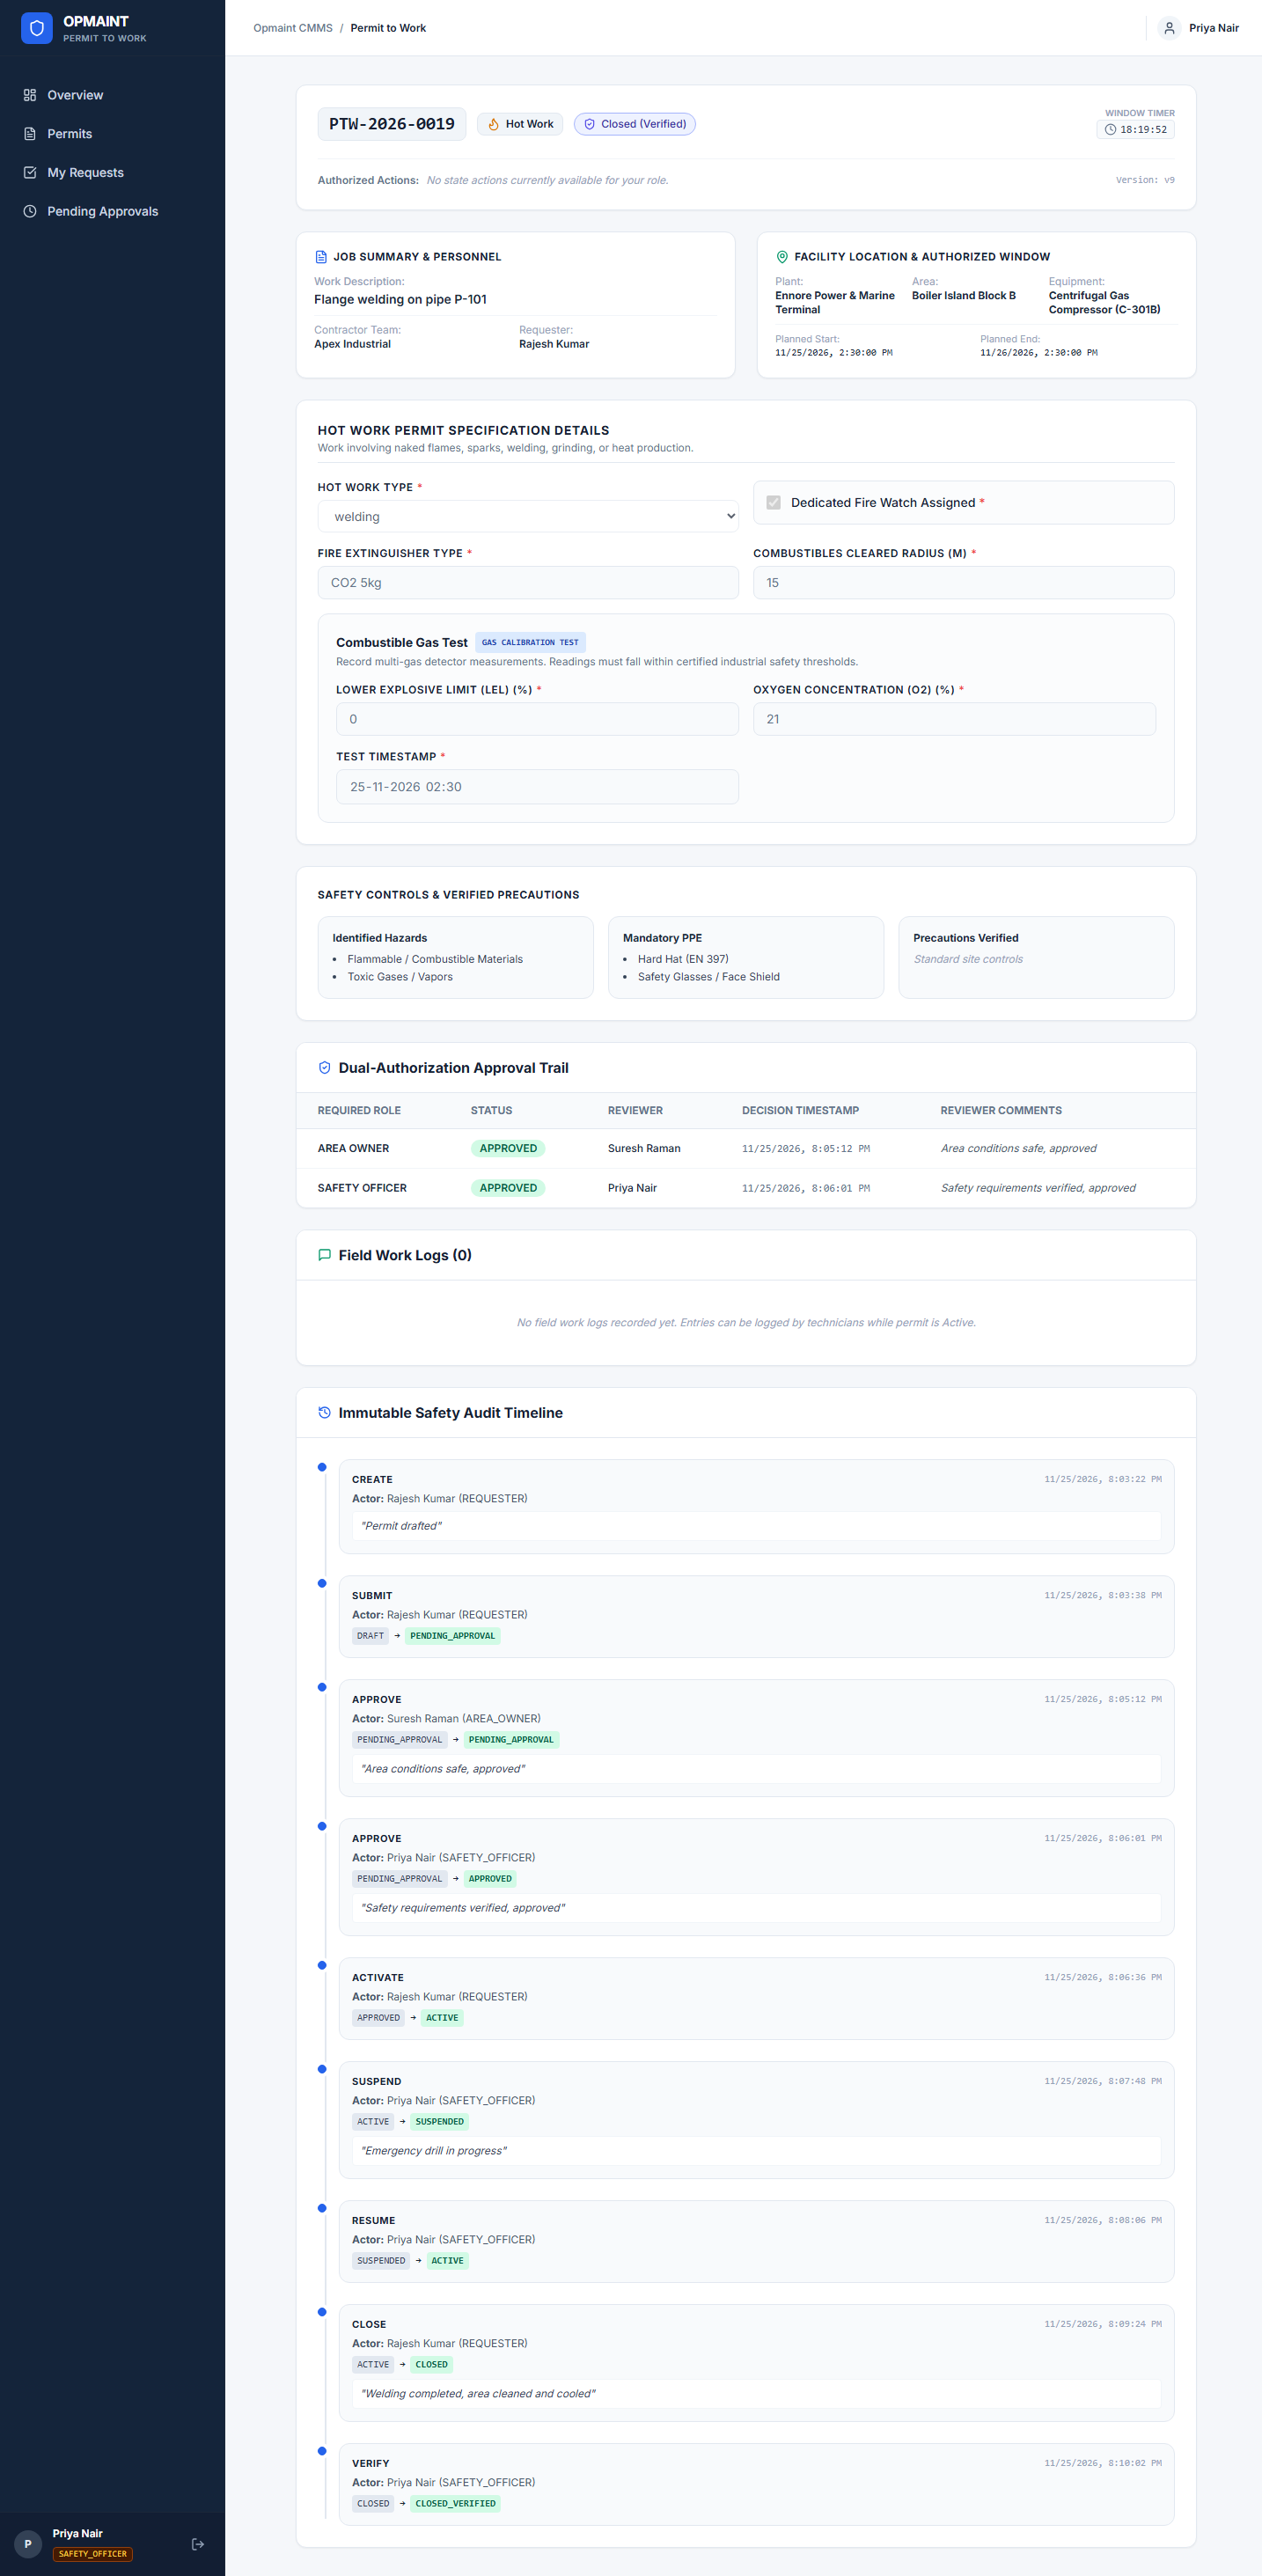 OPMAINT
PERMIT TO WORK
Overview
Permits
My Requests
Pending Approvals
Opmaint CMMS / Permit to Work
Priya Nair
PTW-2026-0019
Hot Work
Closed (Verified)
WINDOW TIMER
18:19:52
Authorized Actions: No state actions currently available for your role.
Version: v9
JOB SUMMARY & PERSONNEL
Work Description:
Flange welding on pipe P-101
Contractor Team:
Apex Industrial
Requester:
Rajesh Kumar
FACILITY LOCATION & AUTHORIZED WINDOW
Plant:
Ennore Power & Marine
Terminal
Area:
Boiler Island Block B
Equipment:
Centrifugal Gas
Compressor (C-301B)
Planned Start:
11/25/2026, 2:30:00 PM
Planned End:
11/26/2026, 2:30:00 PM
HOT WORK PERMIT SPECIFICATION DETAILS
Work involving naked flames, sparks, welding, grinding, or heat production.
HOT WORK TYPE *
welding
Dedicated Fire Watch Assigned *
FIRE EXTINGUISHER TYPE *
CO2 5kg
COMBUSTIBLES CLEARED RADIUS (M) *
15
Combustible Gas Test GAS CALIBRATION TEST
Record multi-gas detector measurements. Readings must fall within certified industrial safety thresholds.
LOWER EXPLOSIVE LIMIT (LEL) (%) *
0
OXYGEN CONCENTRATION (O2) (%) *
21
TEST TIMESTAMP *
25-11-2026 02:30
SAFETY CONTROLS & VERIFIED PRECAUTIONS
Identified Hazards
• Flammable / Combustible Materials
• Toxic Gases / Vapors
Mandatory PPE
• Hard Hat (EN 397)
• Safety Glasses / Face Shield
Precautions Verified
Standard site controls
Dual-Authorization Approval Trail
REQUIRED ROLE STATUS REVIEWER DECISION TIMESTAMP REVIEWER COMMENTS
AREA OWNER APPROVED Suresh Raman 11/25/2026, 8:05:12 PM Area conditions safe, approved
SAFETY OFFICER APPROVED Priya Nair 11/25/2026, 8:06:01 PM Safety requirements verified, approved
Field Work Logs (0)
No field work logs recorded yet. Entries can be logged by technicians while permit is Active.
Immutable Safety Audit Timeline
CREATE 11/25/2026, 8:03:22 PM
Actor: Rajesh Kumar (REQUESTER)
"Permit drafted"
SUBMIT 11/25/2026, 8:03:38 PM
Actor: Rajesh Kumar (REQUESTER)
DRAFT → PENDING_APPROVAL
APPROVE 11/25/2026, 8:05:12 PM
Actor: Suresh Raman (AREA_OWNER)
PENDING_APPROVAL → PENDING_APPROVAL
"Area conditions safe, approved"
APPROVE 11/25/2026, 8:06:01 PM
Actor: Priya Nair (SAFETY_OFFICER)
PENDING_APPROVAL → APPROVED
"Safety requirements verified, approved"
ACTIVATE 11/25/2026, 8:06:36 PM
Actor: Rajesh Kumar (REQUESTER)
APPROVED → ACTIVE
SUSPEND 11/25/2026, 8:07:48 PM
Actor: Priya Nair (SAFETY_OFFICER)
ACTIVE → SUSPENDED
"Emergency drill in progress"
RESUME 11/25/2026, 8:08:06 PM
Actor: Priya Nair (SAFETY_OFFICER)
SUSPENDED → ACTIVE
CLOSE 11/25/2026, 8:09:24 PM
Actor: Rajesh Kumar (REQUESTER)
ACTIVE → CLOSED
"Welding completed, area cleaned and cooled"
VERIFY 11/25/2026, 8:10:02 PM
Actor: Priya Nair (SAFETY_OFFICER)
CLOSED → CLOSED_VERIFIED
P
Priya Nair
SAFETY_OFFICER